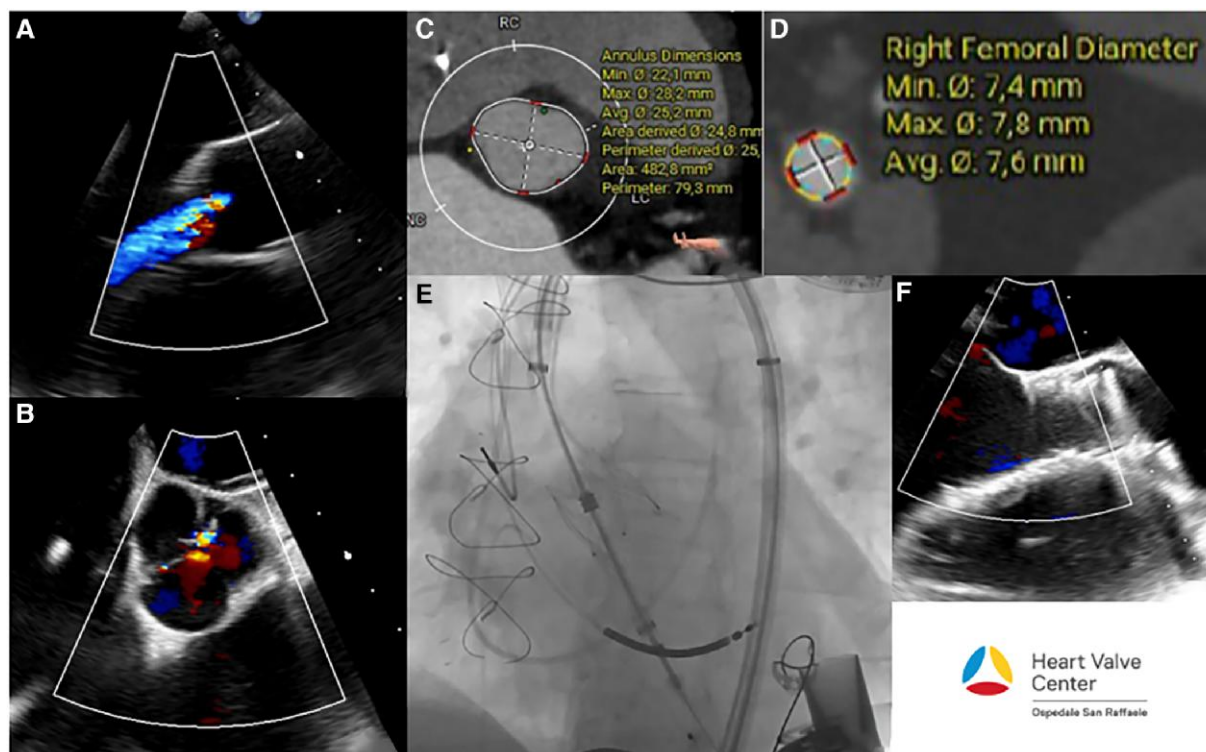 A
B
C
RC
Annulus Dimensions
Min. Ø: 22,1 mm
Max. Ø: 28,2 mm
Avg. Ø: 25,2 mm
Area derived Ø: 24,8 mm
Perimeter derived Ø: 25,
Area: 482,8 mm²
Perimeter: 79,3 mm
LC
NC
D
Right Femoral Diameter
Min. Ø: 7,4 mm
Max. Ø: 7,8 mm
Avg. Ø: 7,6 mm
E
F
Heart Valve
Center
Ospedale San Raffaele